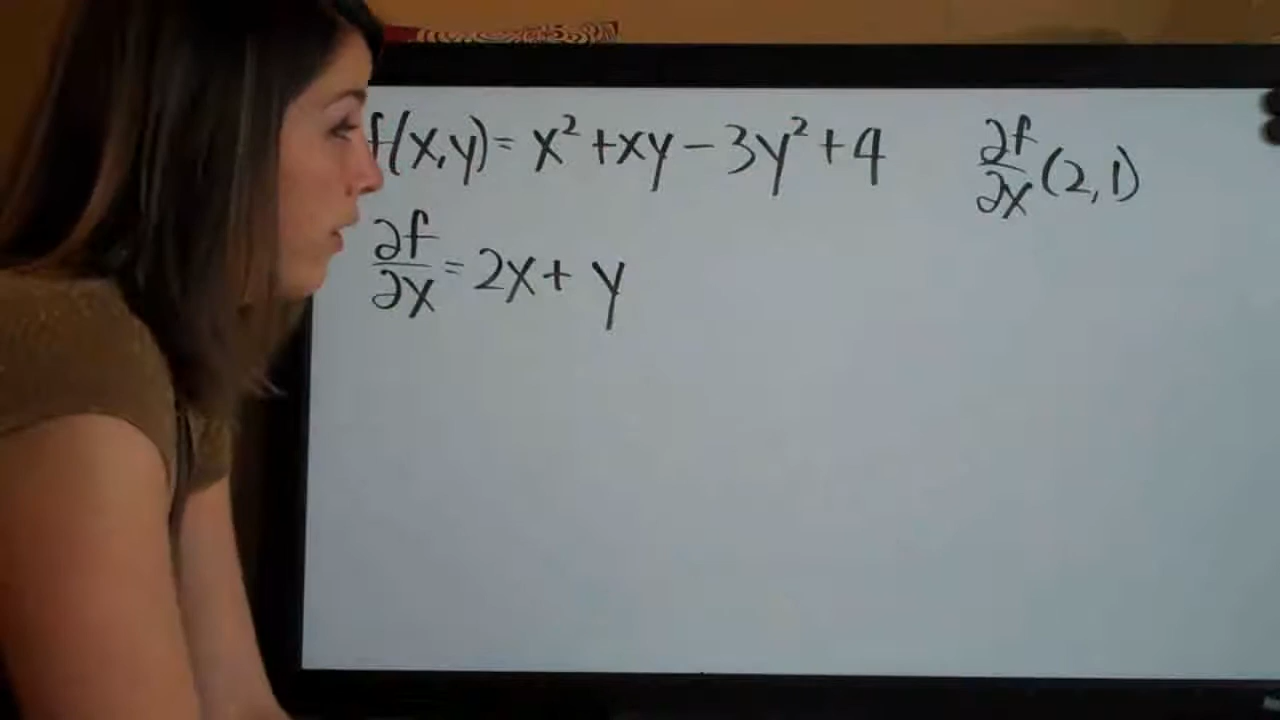 f(x,y) = x² + xy - 3y² + 4
∂f/∂x (2,1)
∂f/∂x = 2x + y